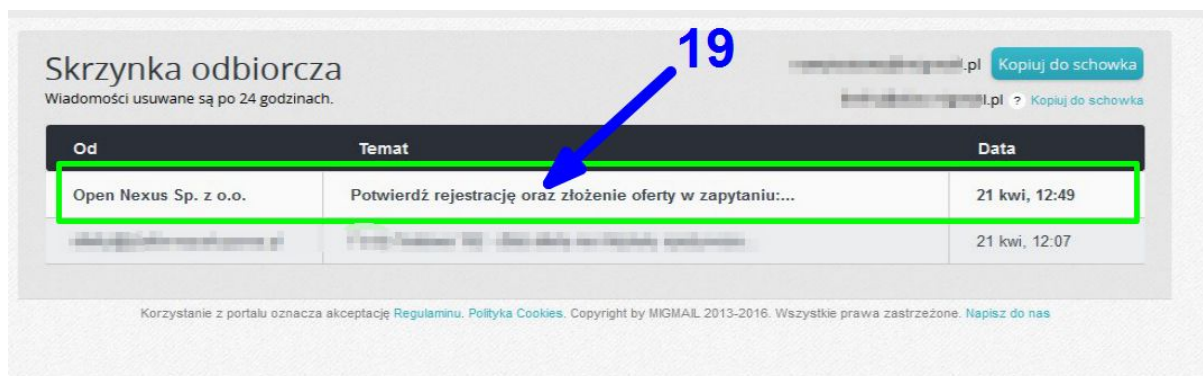 19
Skrzynka odbiorcza
.pl Kopiuj do schowka
Wiadomości usuwane są po 24 godzinach.
l.pl ? Kopiuj do schowka
Od Temat Data
Open Nexus Sp. z o.o. Potwierdź rejestrację oraz złożenie oferty w zapytaniu:... 21 kwi, 12:49
21 kwi, 12:07
Korzystanie z portalu oznacza akceptację Regulaminu. Polityka Cookies. Copyright by MIGMAIL 2013-2016. Wszystkie prawa zastrzeżone. Napisz do nas